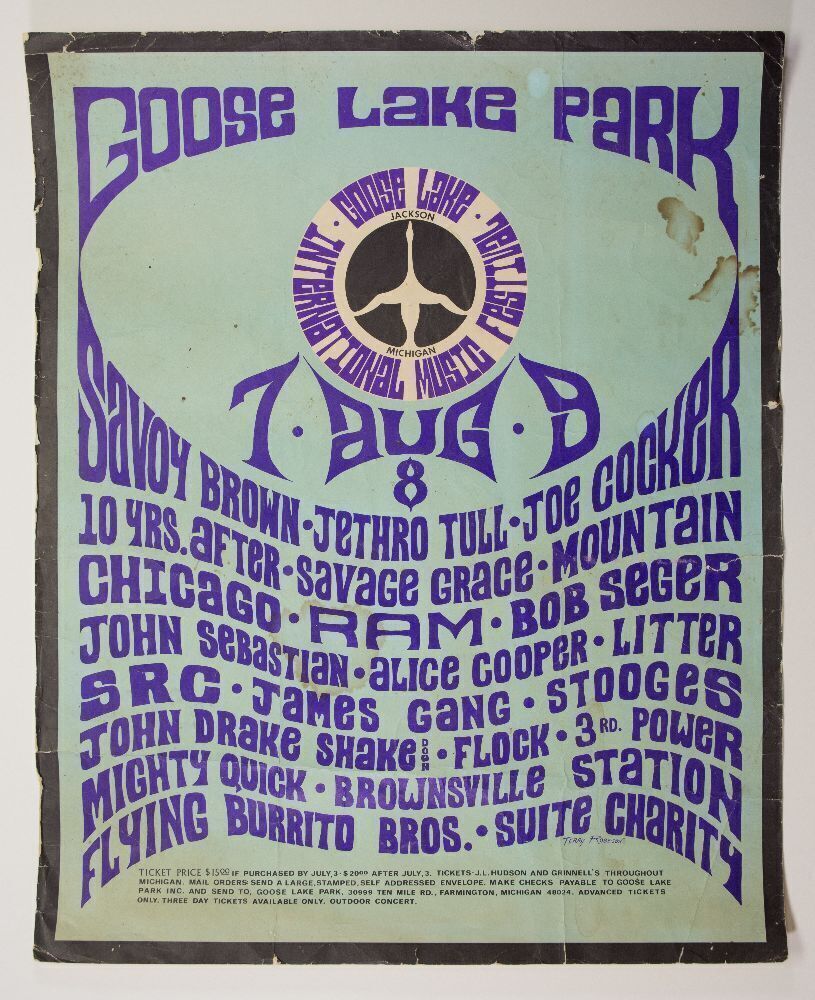 GOOSE LAKE PARK
GOOSE LAKE · INTERNATIONAL MUSIC FESTIVAL ·
JACKSON
MICHIGAN
7 · AUG · 9
8
SAVOY BROWN · JETHRO TULL · JOE COCKER
10 YRS. AFTER · SAVAGE GRACE · MOUNTAIN
CHICAGO · RAM · BOB SEGER
JOHN SEBASTIAN · ALICE COOPER · LITTER
SRC · JAMES GANG · STOOGES
JOHN DRAKE SHAKE DOWN · FLOCK · 3RD. POWER
MIGHTY QUICK · BROWNSVILLE STATION
FLYING BURRITO BROS. · SUITE CHARITY
TICKET PRICE $15.00 IF PURCHASED BY JULY, 3 · $20.00 AFTER JULY, 3. TICKETS - J.L. HUDSON AND GRINNELL'S THROUGHOUT
MICHIGAN. MAIL ORDERS SEND A LARGE, STAMPED, SELF ADDRESSED ENVELOPE. MAKE CHECKS PAYABLE TO GOOSE LAKE
PARK INC. AND SEND TO, GOOSE LAKE PARK. 30999 TEN MILE RD., FARMINGTON, MICHIGAN 48024. ADVANCED TICKETS
ONLY. THREE DAY TICKETS AVAILABLE ONLY. OUTDOOR CONCERT.